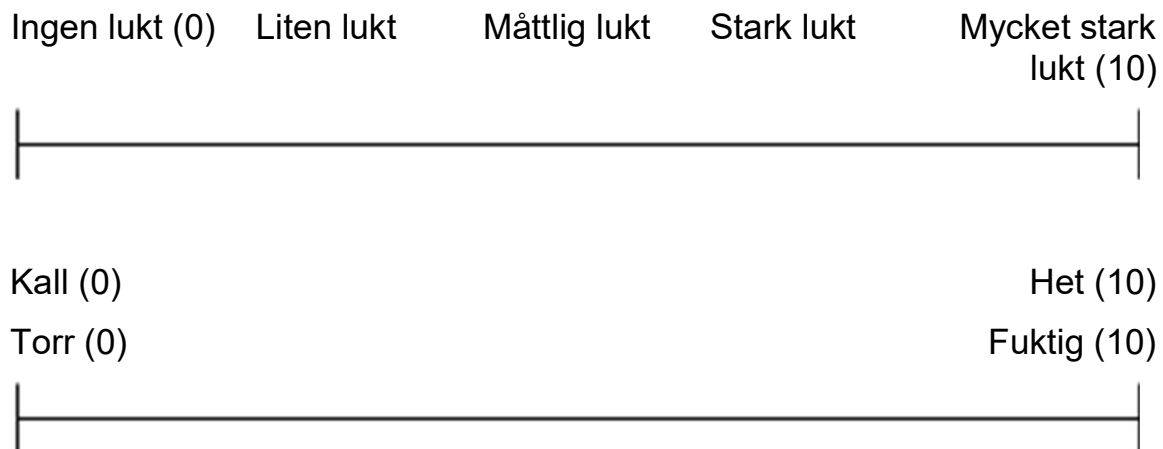 Ingen lukt (0) Liten lukt Måttlig lukt Stark lukt Mycket stark
lukt (10)
Kall (0) Het (10)
Torr (0) Fuktig (10)